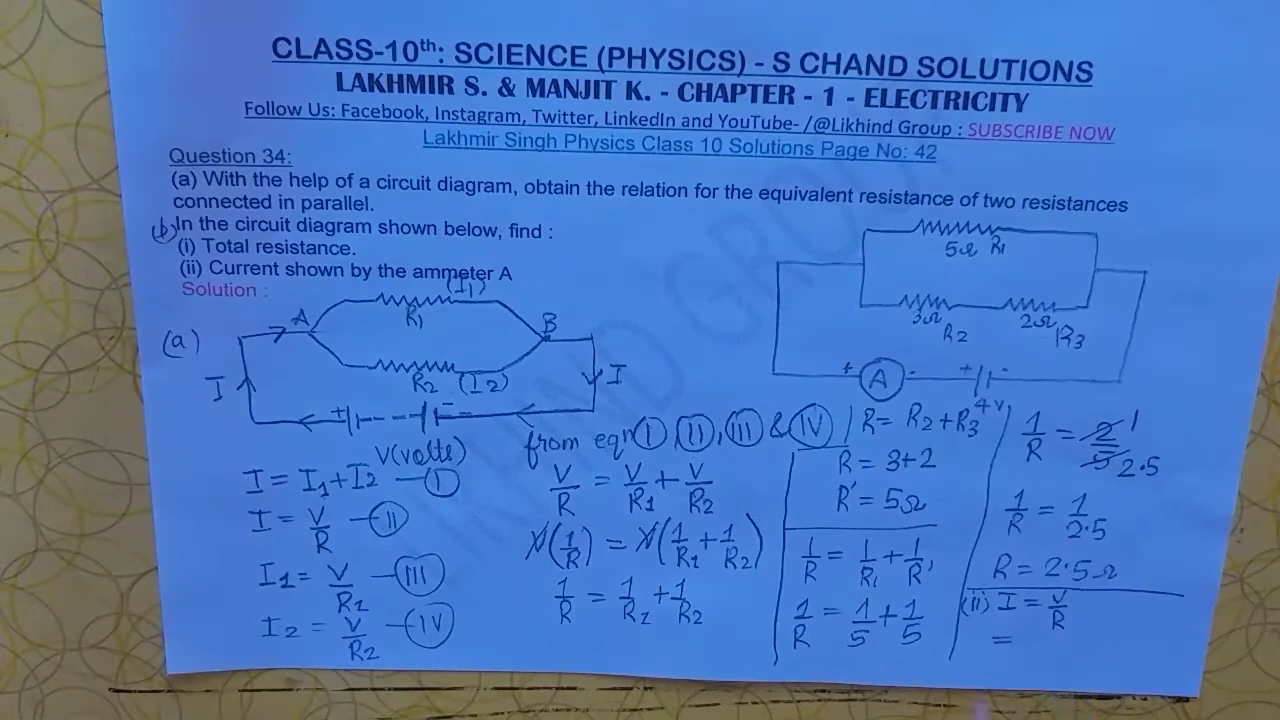 CLASS-10th: SCIENCE (PHYSICS) - S CHAND SOLUTIONS
LAKHMIR S. & MANJIT K. - CHAPTER - 1 - ELECTRICITY
Follow Us: Facebook, Instagram, Twitter, LinkedIn and YouTube- /@Likhind Group : SUBSCRIBE NOW
Lakhmir Singh Physics Class 10 Solutions Page No: 42
Question 34:
(a) With the help of a circuit diagram, obtain the relation for the equivalent resistance of two resistances
connected in parallel.
(b) In the circuit diagram shown below, find :
(i) Total resistance.
(ii) Current shown by the ammeter A
Solution :
(a)
(I1)
R1
A
B
R2 (I2)
I
I
+
-
V(volte)
I = I1+I2 — I
I = V/R — II
I1 = V/R1 — III
I2 = V/R2 — IV
from eqn I II, III & IV
V/R = V/R1 + V/R2
V(1/R) = V(1/R1 + 1/R2)
1/R = 1/R1 + 1/R2
5Ω R1
3Ω
R2
2Ω
R3
+ A - + -
4V
R = R2 + R3
R = 3+2
R' = 5Ω
1/R = 1/R1 + 1/R'
1/R = 1/5 + 1/5
1/R = 2/5 1 2.5
1/R = 1/2.5
R = 2.5Ω
(ii) I = V/R
=